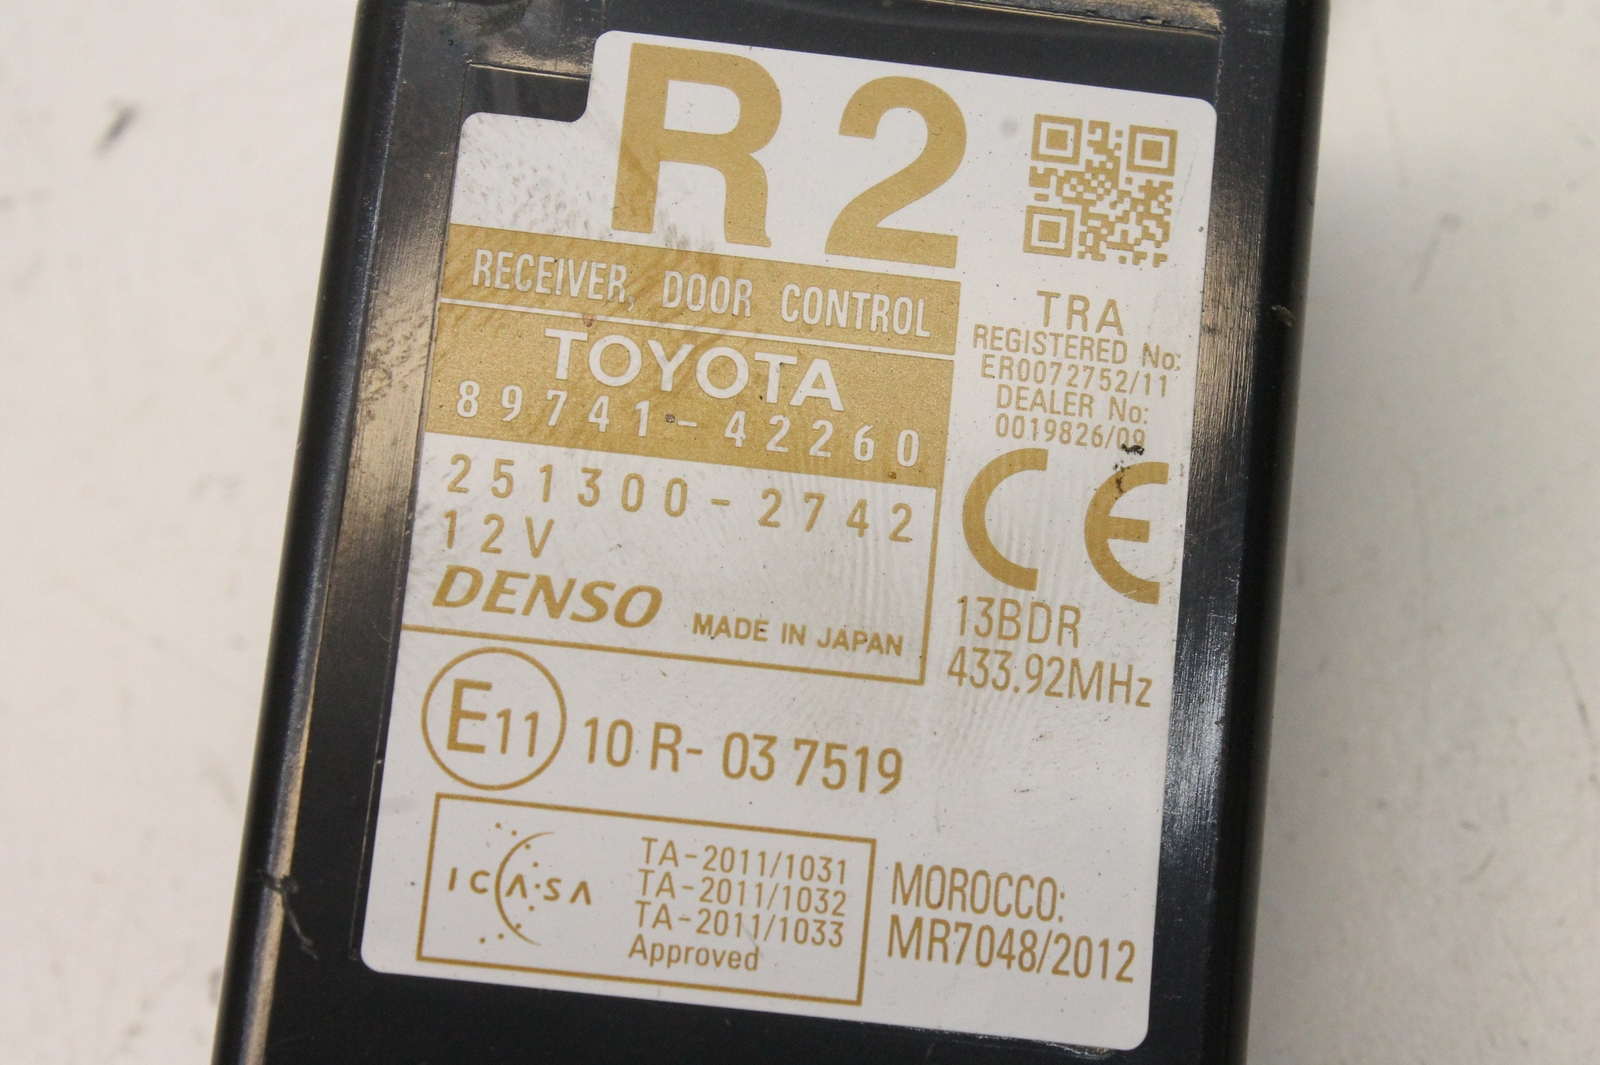 R2
RECEIVER, DOOR CONTROL
TOYOTA
89741-42260
251300-2742
12V
DENSO
MADE IN JAPAN
TRA
REGISTERED No:
ER0072752/11
DEALER No:
0019826/09
CE
13BDR
433.92MHz
E11
10 R- 03 7519
ICASA
TA-2011/1031
TA-2011/1032
TA-2011/1033
Approved
MOROCCO:
MR7048/2012